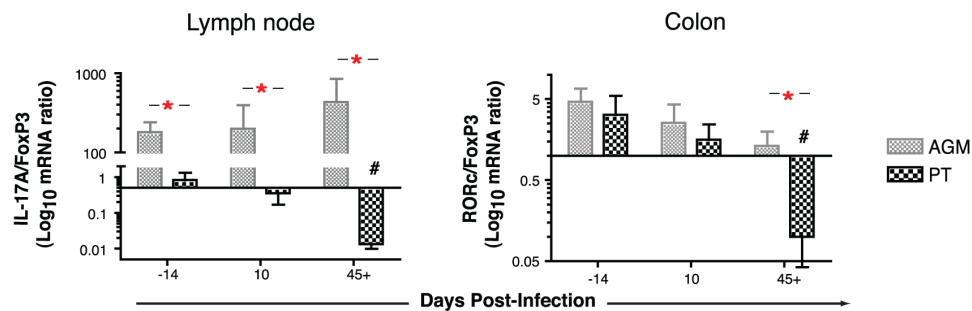 Lymph node
Colon
IL-17A/FoxP3
(Log10 mRNA ratio)
1000
100
1
0.1
0.01
*
*
*
#
-14
10
45+
RORc/FoxP3
(Log10 mRNA ratio)
5
0.5
0.05
*
#
-14
10
45+
AGM
PT
Days Post-Infection